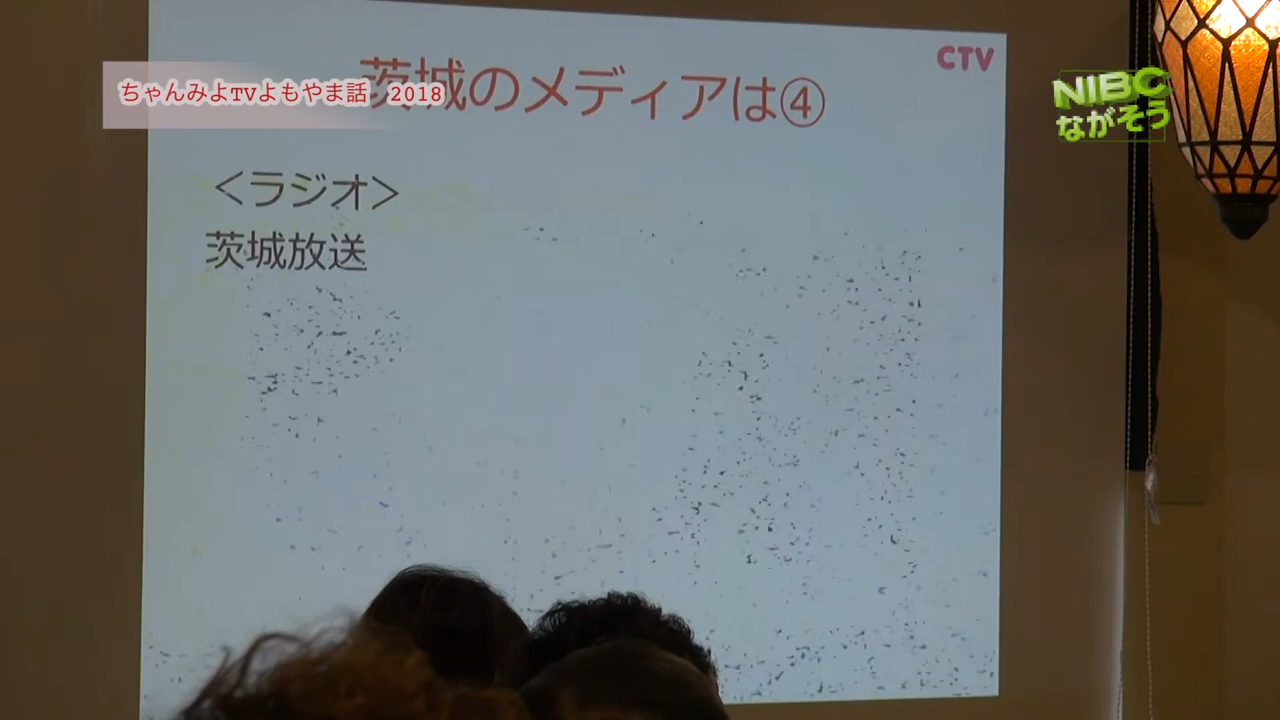 CTV
茨城のメディアは④
ちゃんみよTVよもやま話 2018
NIBC
ながそう
＜ラジオ＞
茨城放送